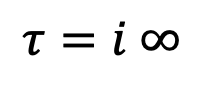 τ = i ∞